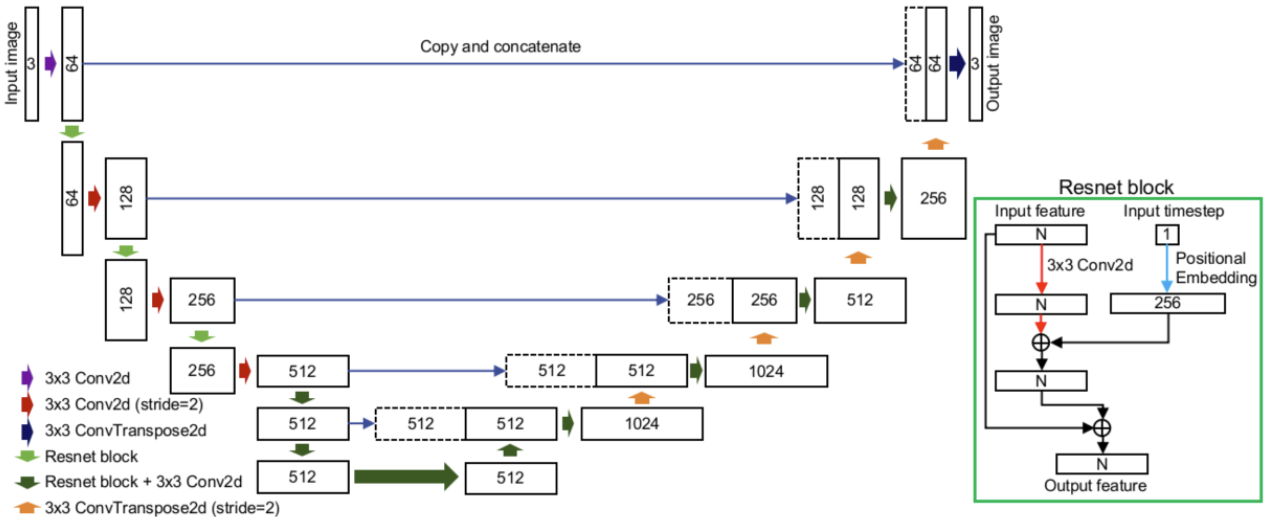 Input image
3
64
Copy and concatenate
64
64
3
Output image
64
128
128
128
256
128
256
256
256
512
256
512
512
512
1024
512
512
512
1024
512
512
3x3 Conv2d
3x3 Conv2d (stride=2)
3x3 ConvTranspose2d
Resnet block
Resnet block + 3x3 Conv2d
3x3 ConvTranspose2d (stride=2)
Resnet block
Input feature
Input timestep
N
1
3x3 Conv2d
Positional
Embedding
N
256
N
N
Output feature